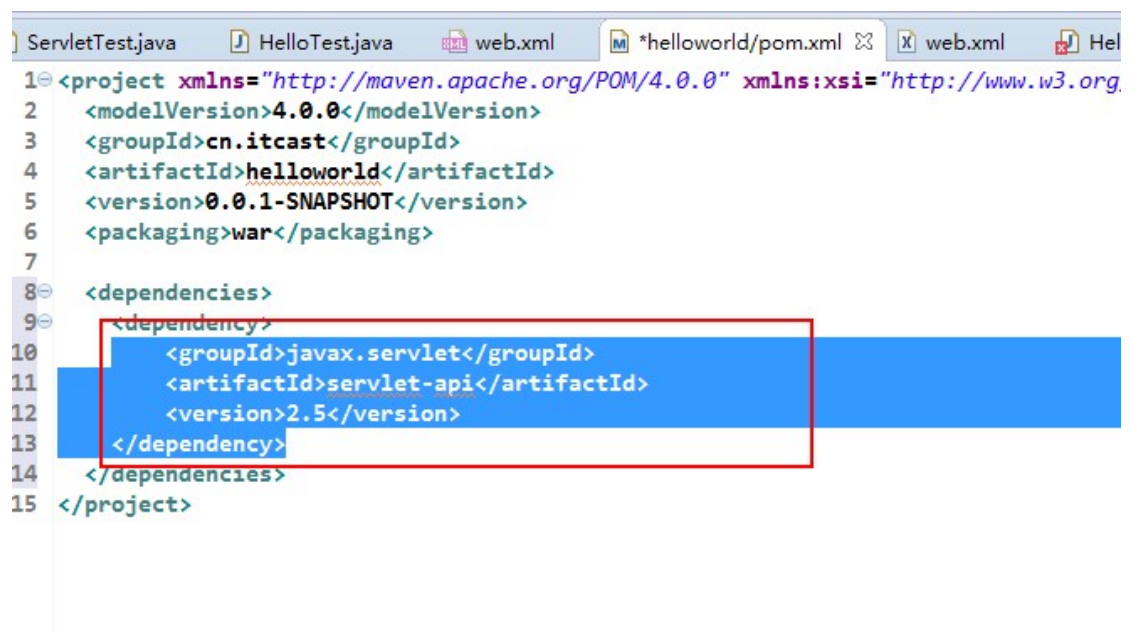 ServletTest.java HelloTest.java web.xml *helloworld/pom.xml web.xml Hel
1 <project xmlns="http://maven.apache.org/POM/4.0.0" xmlns:xsi="http://www.w3.org
2 <modelVersion>4.0.0</modelVersion>
3 <groupId>cn.itcast</groupId>
4 <artifactId>helloworld</artifactId>
5 <version>0.0.1-SNAPSHOT</version>
6 <packaging>war</packaging>
7
8 <dependencies>
9 <dependency>
10 <groupId>javax.servlet</groupId>
11 <artifactId>servlet-api</artifactId>
12 <version>2.5</version>
13 </dependency>
14 </dependencies>
15 </project>